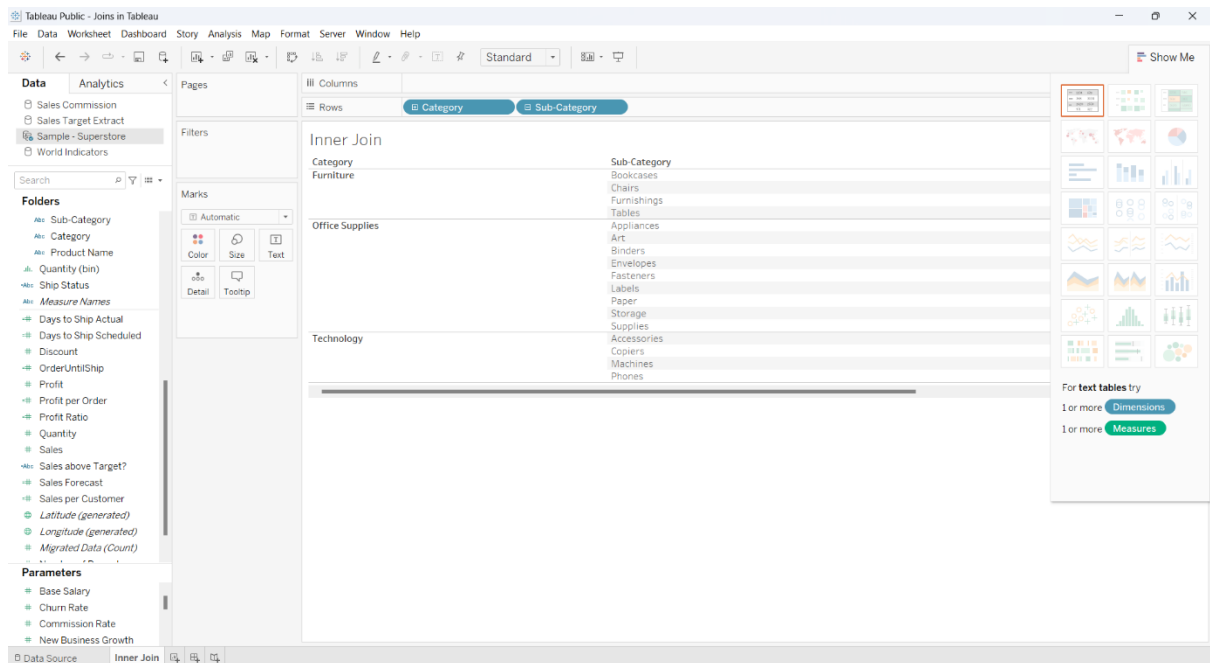 Tableau Public - Joins in Tableau
File Data Worksheet Dashboard Story Analysis Map Format Server Window Help
Standard
Show Me
Data Analytics
Sales Commission
Sales Target Extract
Sample - Superstore
World Indicators
Search
Folders
Abc Sub-Category
Abc Category
Abc Product Name
Quantity (bin)
Abc Ship Status
Abc Measure Names
# Days to Ship Actual
# Days to Ship Scheduled
# Discount
# OrderUntilShip
# Profit
# Profit per Order
# Profit Ratio
# Quantity
# Sales
Abc Sales above Target?
# Sales Forecast
# Sales per Customer
Latitude (generated)
Longitude (generated)
# Migrated Data (Count)
Parameters
# Base Salary
# Churn Rate
# Commission Rate
# New Business Growth
Pages
Filters
Marks
Automatic
Color Size Text
Detail Tooltip
Columns
Rows Category Sub-Category
Inner Join
Category Sub-Category
Furniture Bookcases
Chairs
Furnishings
Tables
Office Supplies Appliances
Art
Binders
Envelopes
Fasteners
Labels
Paper
Storage
Supplies
Technology Accessories
Copiers
Machines
Phones
For text tables try
1 or more Dimensions
1 or more Measures
Data Source Inner Join